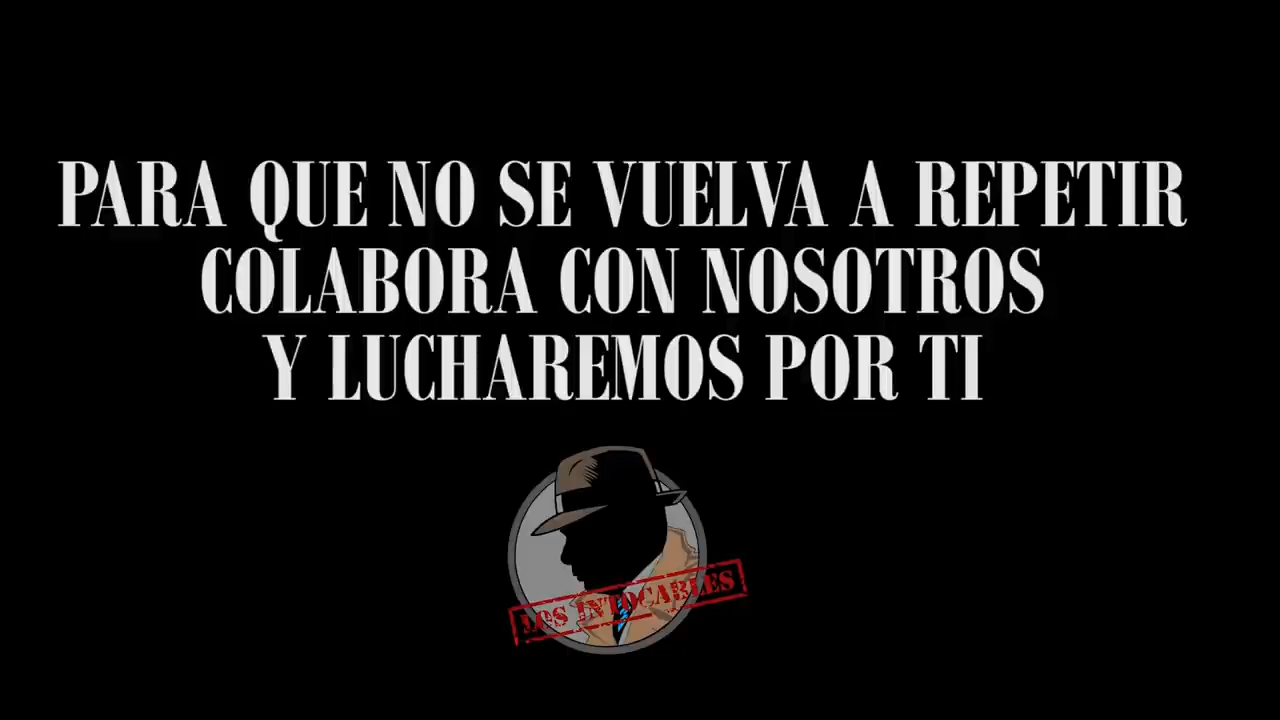 PARA QUE NO SE VUELVA A REPETIR
COLABORA CON NOSOTROS
Y LUCHAREMOS POR TI
LOS INTOCABLES